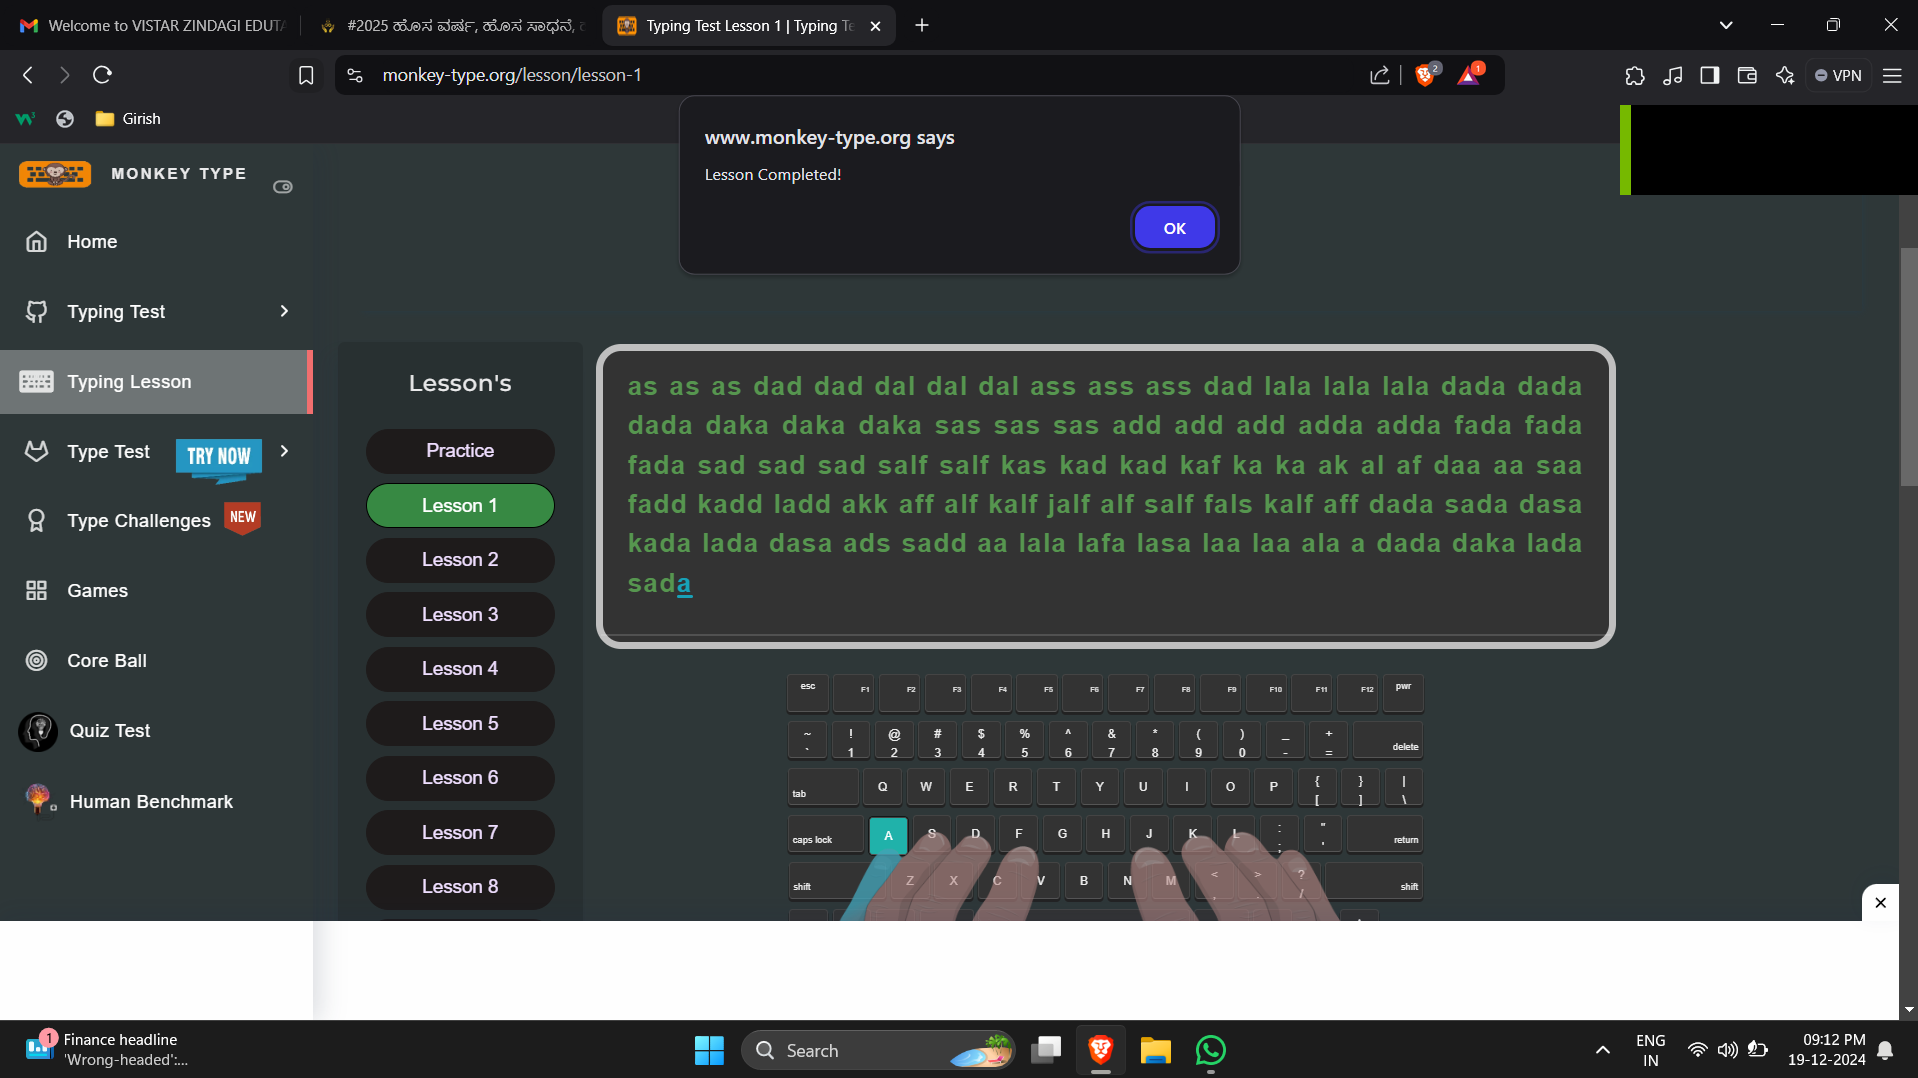 Welcome to VISTAR ZINDAGI EDUTA
#2025 ಹೊಸ ವರ್ಷ, ಹೊಸ ಸಾಧನೆ,
Typing Test Lesson 1 | Typing Te
monkey-type.org/lesson/lesson-1
2
1
VPN
Girish
www.monkey-type.org says
Lesson Completed!
OK
MONKEY TYPE
Home
Typing Test
Typing Lesson
Type Test
TRY NOW
Type Challenges
NEW
Games
Core Ball
Quiz Test
Human Benchmark
Lesson's
Practice
Lesson 1
Lesson 2
Lesson 3
Lesson 4
Lesson 5
Lesson 6
Lesson 7
Lesson 8
as as as dad dad dal dal dal ass ass ass dad lala lala lala dada dada
dada daka daka daka sas sas sas add add add adda adda fada fada
fada sad sad sad salf salf kas kad kad kaf ka ka ak al af daa aa saa
fadd kadd ladd akk aff alf kalf jalf alf salf fals kalf aff dada sada dasa
kada lada dasa ads sadd aa lala lafa lasa laa laa ala a dada daka lada
sada
esc F1 F2 F3 F4 F5 F6 F7 F8 F9 F10 F11 F12 pwr
~ ! @ # $ % ^ & * ( ) _ +
` 1 2 3 4 5 6 7 8 9 0 - = delete
tab Q W E R T Y U I O P { [ } ] | \
caps lock A S D F G H J K L : ; " ' return
shift Z X C V B N M < , > . ? / shift
1
Finance headline
'Wrong-headed':...
Search
ENG
IN
09:12 PM
19-12-2024